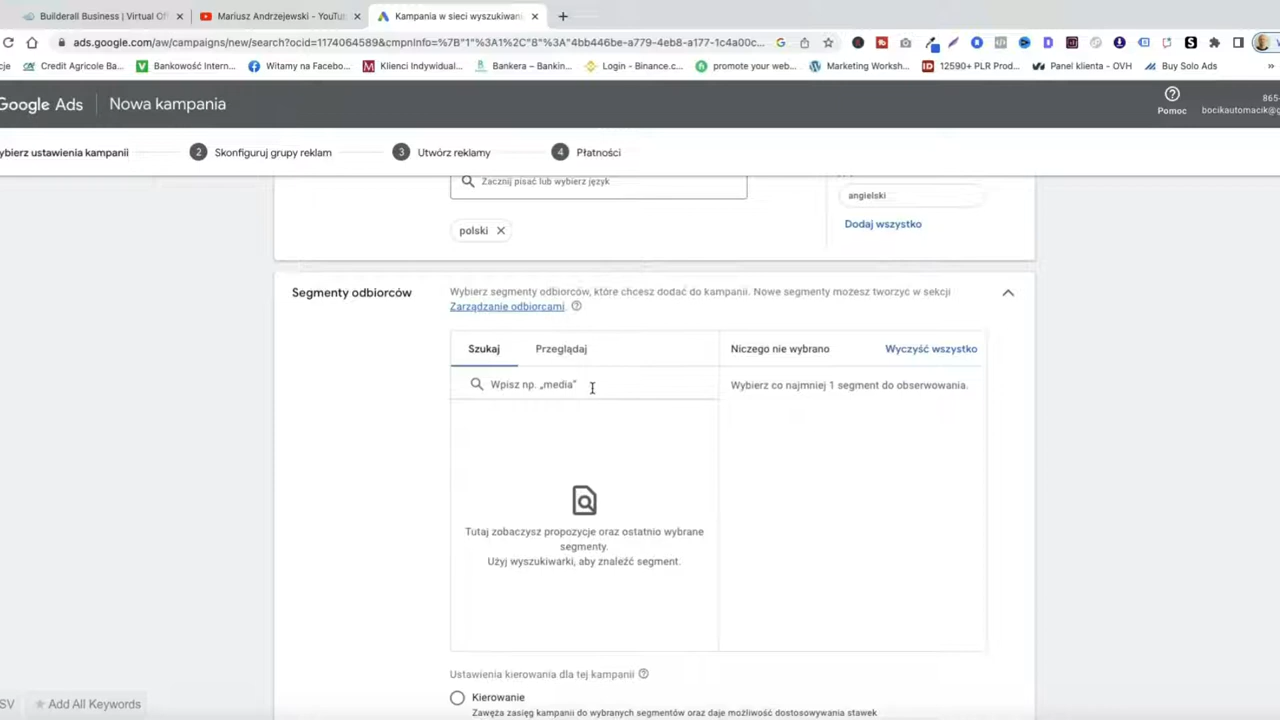 Builderall Business | Virtual Of
Mariusz Andrzejewski - YouTu
Kampania w sieci wyszukiwani
ads.google.com/aw/campaigns/new/search?ocid=1174064589&cmpnInfo=%7B"1"%3A1%2C"8"%3A"4bb446be-a779-4eb8-a177-1c4a00c...
cje
Credit Agricole Ba...
Bankowość Intern...
Witamy na Facebo...
Klienci Indywidual...
Bankera – Bankin...
Login - Binance.c...
promote your web...
Marketing Worksh...
12590+ PLR Prod...
Panel klienta - OVH
Buy Solo Ads
»
Google Ads
Nowa kampania
Pomoc
865-
bocikautomacik@g
ybierz ustawienia kampanii
2 Skonfiguruj grupy reklam
3 Utwórz reklamy
4 Płatności
Zacznij pisać lub wybierz język
angielski
polski
Dodaj wszystko
Segmenty odbiorców
Wybierz segmenty odbiorców, które chcesz dodać do kampanii. Nowe segmenty możesz tworzyć w sekcji
Zarządzanie odbiorcami.
Szukaj
Przeglądaj
Niczego nie wybrano
Wyczyść wszystko
Wpisz np. „media"
Wybierz co najmniej 1 segment do obserwowania.
Tutaj zobaczysz propozycje oraz ostatnio wybrane
segmenty.
Użyj wyszukiwarki, aby znaleźć segment.
Ustawienia kierowania dla tej kampanii
Kierowanie
Zawęża zasięg kampanii do wybranych segmentów oraz daje możliwość dostosowywania stawek
SV
Add All Keywords